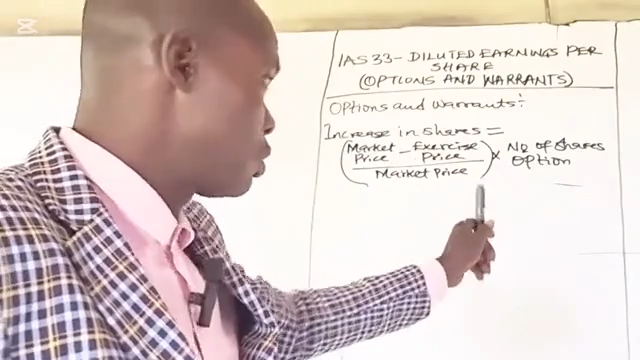 IAS 33 - DILUTED EARNINGS PER
SHARE
(OPTIONS AND WARRANTS)
Options and Warrants:
Increase in shares =
(Market Price - Exercise Price / Market Price) × No of shares Option